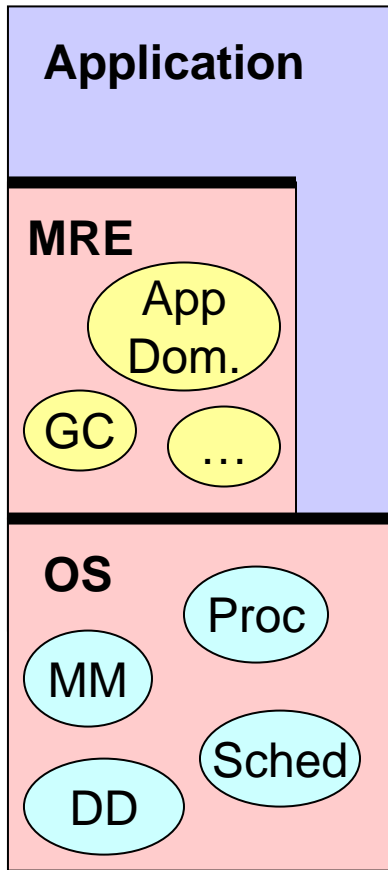 Application
MRE
App
Dom.
GC
...
OS
Proc
MM
Sched
DD